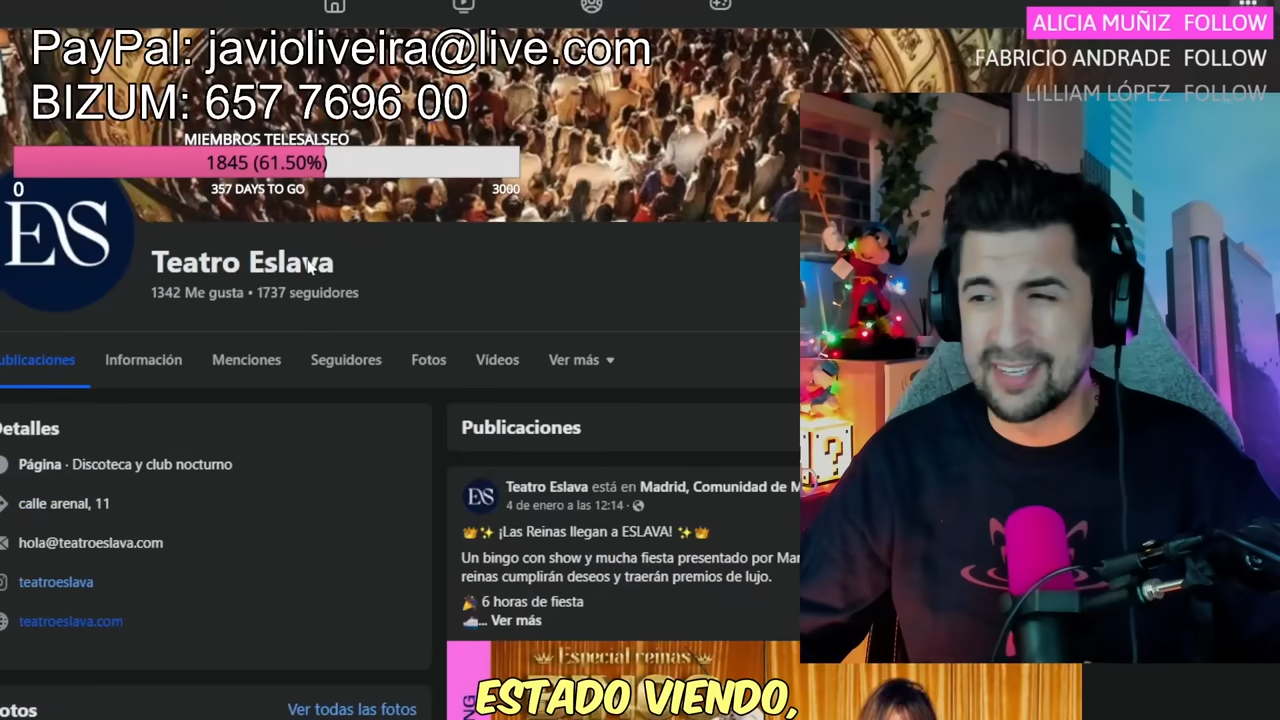 PayPal: javioliveira@live.com
BIZUM: 657 7696 00
MIEMBROS TELESALSEO
1845 (61.50%)
0
357 DAYS TO GO
3000
ALICIA MUÑIZ FOLLOW
FABRICIO ANDRADE FOLLOW
LILLIAM LÓPEZ FOLLOW
ES
Teatro Eslava
1342 Me gusta • 1737 seguidores
ublicaciones
Información
Menciones
Seguidores
Fotos
Vídeos
Ver más
Detalles
Página · Discoteca y club nocturno
calle arenal, 11
hola@teatroeslava.com
teatroeslava
teatroeslava.com
otos
Ver todas las fotos
Publicaciones
ES
Teatro Eslava está en Madrid, Comunidad de M
4 de enero a las 12:14 ·
👑✨ ¡Las Reinas llegan a ESLAVA! ✨👑
Un bingo con show y mucha fiesta presentado por Mar
reinas cumplirán deseos y traerán premios de lujo.
🎉 6 horas de fiesta
... Ver más
Especial reinas
NG
ESTADO VIENDO,
?